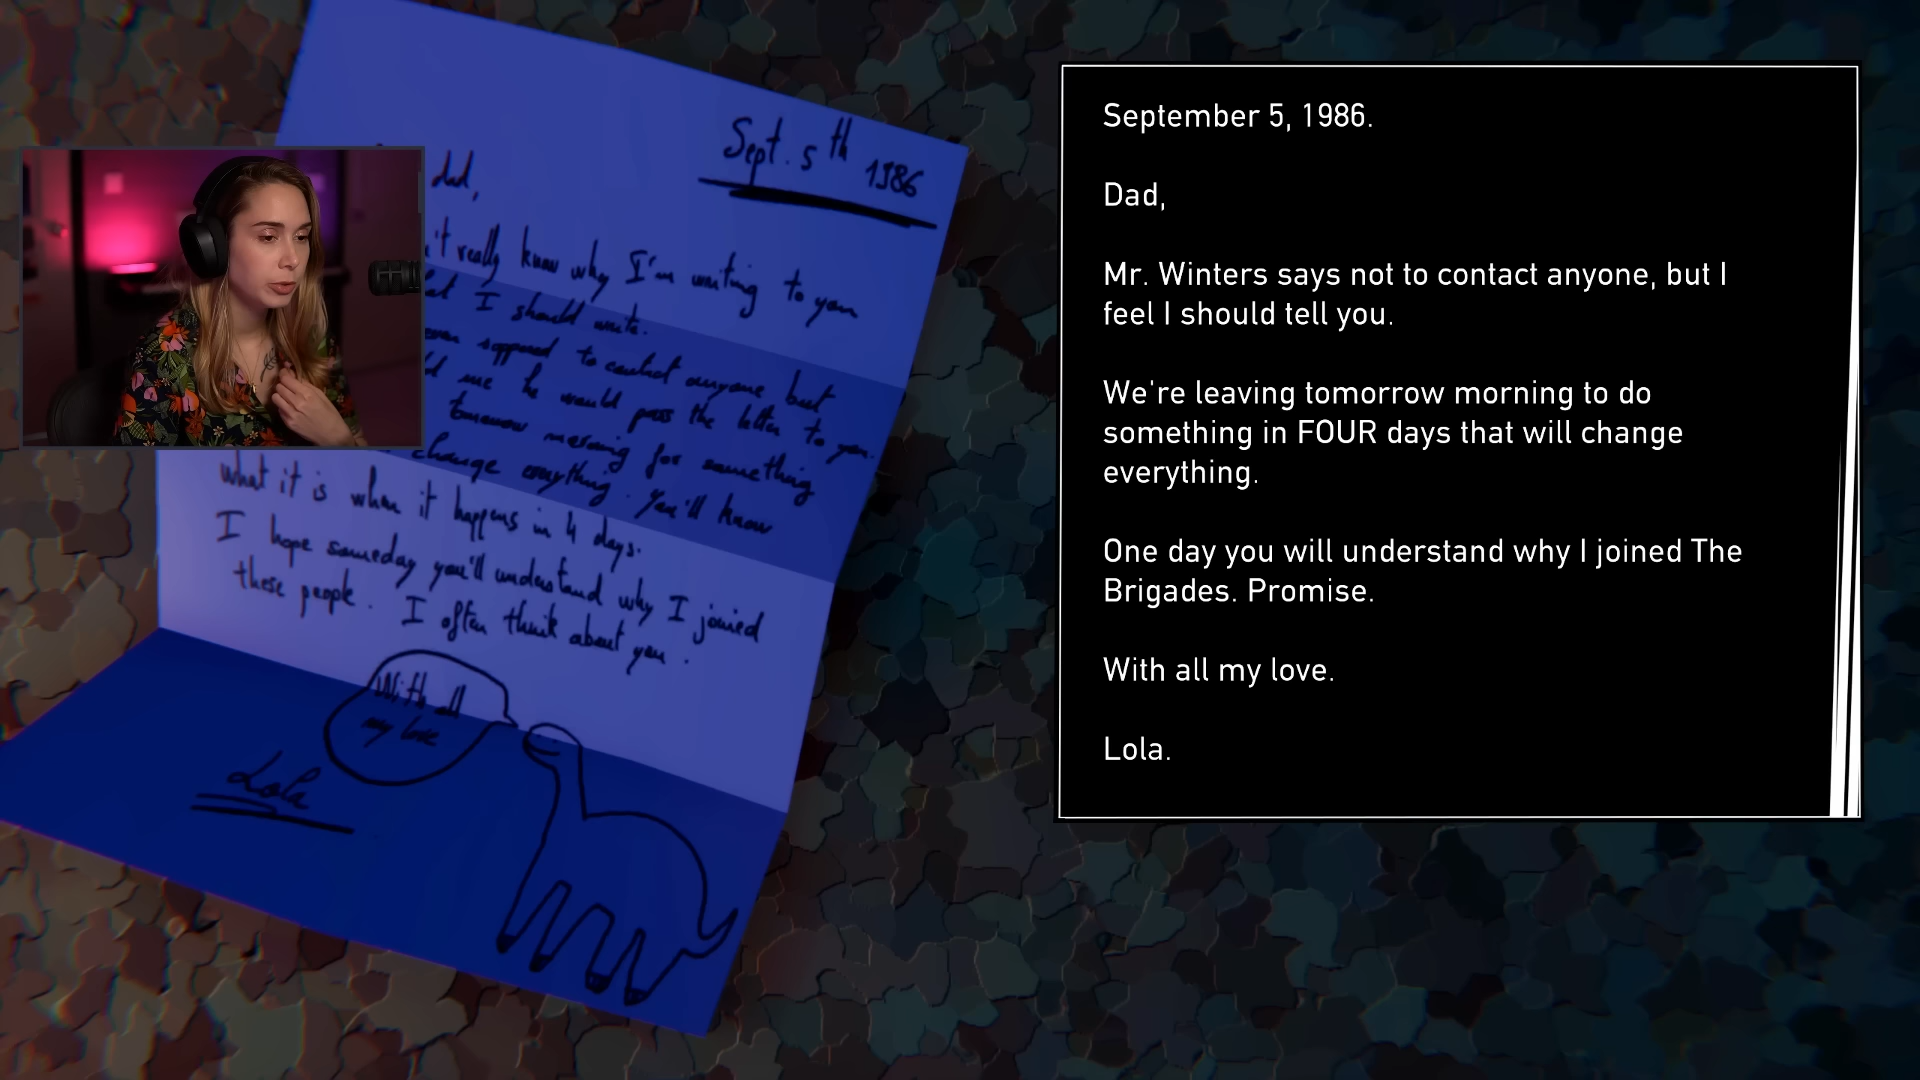 Sept. 5th 1986
dad,
't really know why I'm writing to you
I should write.
supposed to contact anyone but
me he would pass the letter to you.
tomorrow morning for something
change everything. You'll know
what it is when it happens in 4 days.
I hope someday you'll understand why I joined
these people. I often think about you.
With all
my love
Lola
September 5, 1986.
Dad,
Mr. Winters says not to contact anyone, but I
feel I should tell you.
We're leaving tomorrow morning to do
something in FOUR days that will change
everything.
One day you will understand why I joined The
Brigades. Promise.
With all my love.
Lola.